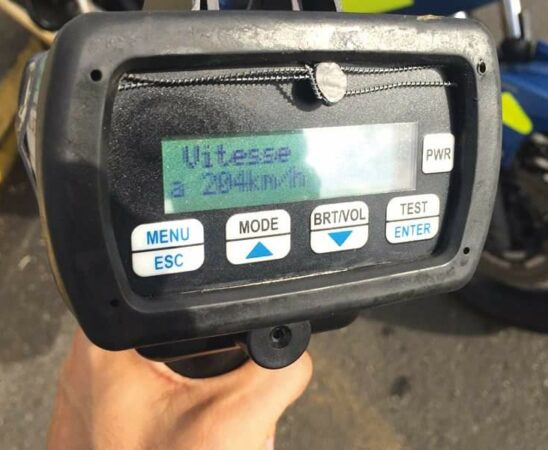 Vitesse
a 204km/h
PWR
MENU
ESC
MODE
BRT/VOL
TEST
ENTER